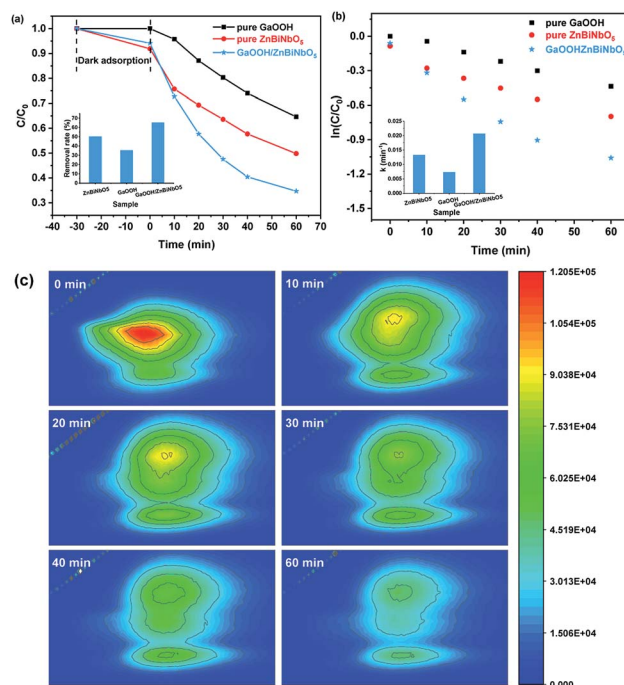 (a)
pure GaOOH
pure ZnBiNbO5
GaOOH/ZnBiNbO5
Dark adsorption
C/C0
1.0
0.9
0.8
0.7
0.6
0.5
0.4
0.3
Removal rate (%)
70
60
50
40
30
20
10
0
ZnBiNbO5
GaOOH
GaOOH/ZnBiNbO5
Sample
-30 -20 -10 0 10 20 30 40 50 60 70
Time (min)
(b)
pure GaOOH
pure ZnBiNbO5
GaOOHZnBiNbO5
ln(C/C0)
0.0
-0.3
-0.6
-0.9
-1.2
-1.5
k (min-1)
0.025
0.020
0.015
0.010
0.005
0.000
ZnBiNbO5
GaOOH
GaOOH/ZnBiNbO5
Sample
0 10 20 30 40 60
Time (min)
(c)
0 min
10 min
20 min
30 min
40 min
60 min
1.205E+05
1.054E+05
9.038E+04
7.531E+04
6.025E+04
4.519E+04
3.013E+04
1.506E+04
0.000